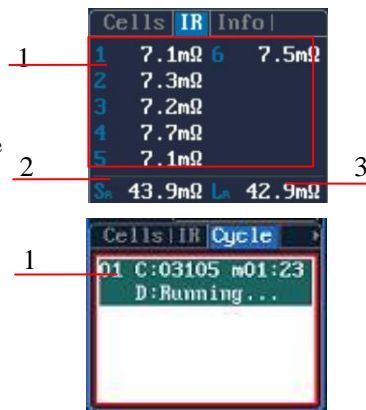 Cells IR Info|
1
1 7.1mΩ 6 7.5mΩ
2 7.3mΩ
3 7.2mΩ
4 7.7mΩ
e
5 7.1mΩ
2
3
SR 43.9mΩ LR 42.9mΩ
Cells|IR Cycle
1
01 C:03105 m01:23
D:Running...